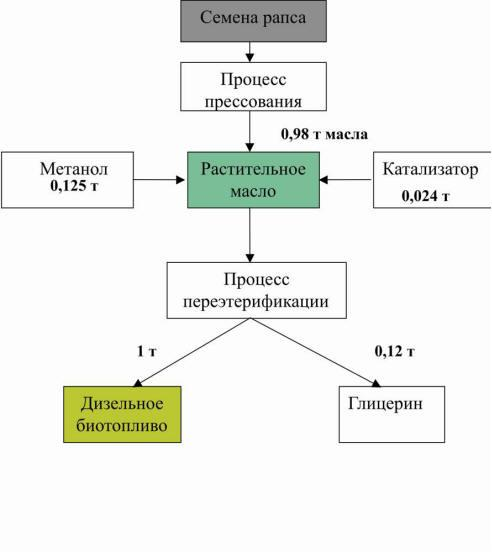 Семена рапса
Процесс
прессования
0,98 т масла
Метанол
0,125 т
Растительное
масло
Катализатор
0,024 т
Процесс
переэтерификации
1 т
0,12 т
Дизельное
биотопливо
Глицерин